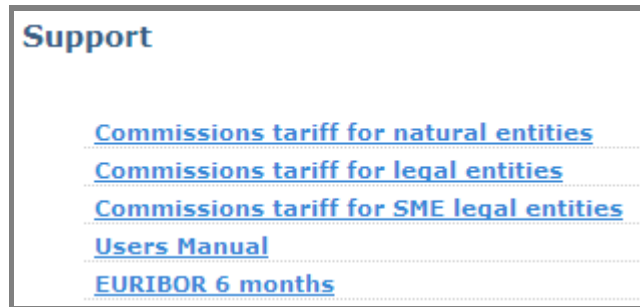 Support
Commissions tariff for natural entities
Commissions tariff for legal entities
Commissions tariff for SME legal entities
Users Manual
EURIBOR 6 months